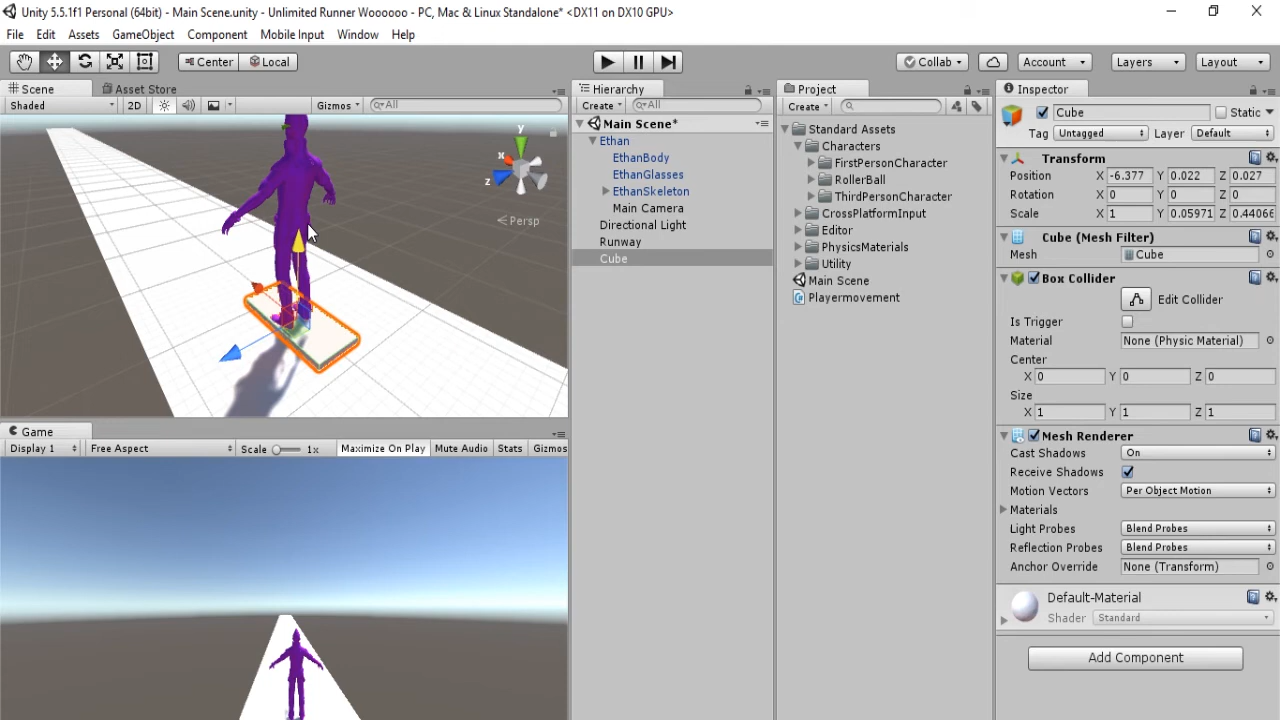 Unity 5.5.1f1 Personal (64bit) - Main Scene.unity - Unlimited Runner Woooooo - PC, Mac & Linux Standalone* <DX11 on DX10 GPU>
File Edit Assets GameObject Component Mobile Input Window Help
Center Local Collab Account Layers Layout
Scene Asset Store
Shaded 2D Gizmos All
y
x
z
Persp
Game
Display 1 Free Aspect Scale 1x Maximize On Play Mute Audio Stats Gizmos
Hierarchy
Create All
Main Scene*
Ethan
EthanBody
EthanGlasses
EthanSkeleton
Main Camera
Directional Light
Runway
Cube
Project
Create
Standard Assets
Characters
FirstPersonCharacter
RollerBall
ThirdPersonCharacter
CrossPlatformInput
Editor
PhysicsMaterials
Utility
Main Scene
Playermovement
Inspector
Cube Static
Tag Untagged Layer Default
Transform
Position X -6.377 Y 0.022 Z 0.027
Rotation X 0 Y 0 Z 0
Scale X 1 Y 0.05971 Z 0.44066
Cube (Mesh Filter)
Mesh Cube
Box Collider
Edit Collider
Is Trigger
Material None (Physic Material)
Center
X 0 Y 0 Z 0
Size
X 1 Y 1 Z 1
Mesh Renderer
Cast Shadows On
Receive Shadows
Motion Vectors Per Object Motion
Materials
Light Probes Blend Probes
Reflection Probes Blend Probes
Anchor Override None (Transform)
Default-Material
Shader Standard
Add Component